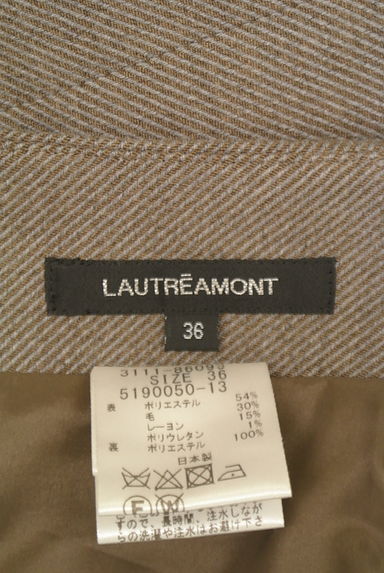 LAUTRĒAMONT
36
SIZE 36
5190050-13
表 ポリエステル 54%
毛 30%
レーヨン 15%
ポリウレタン 1%
裏 ポリエステル 100%
日本製
F W